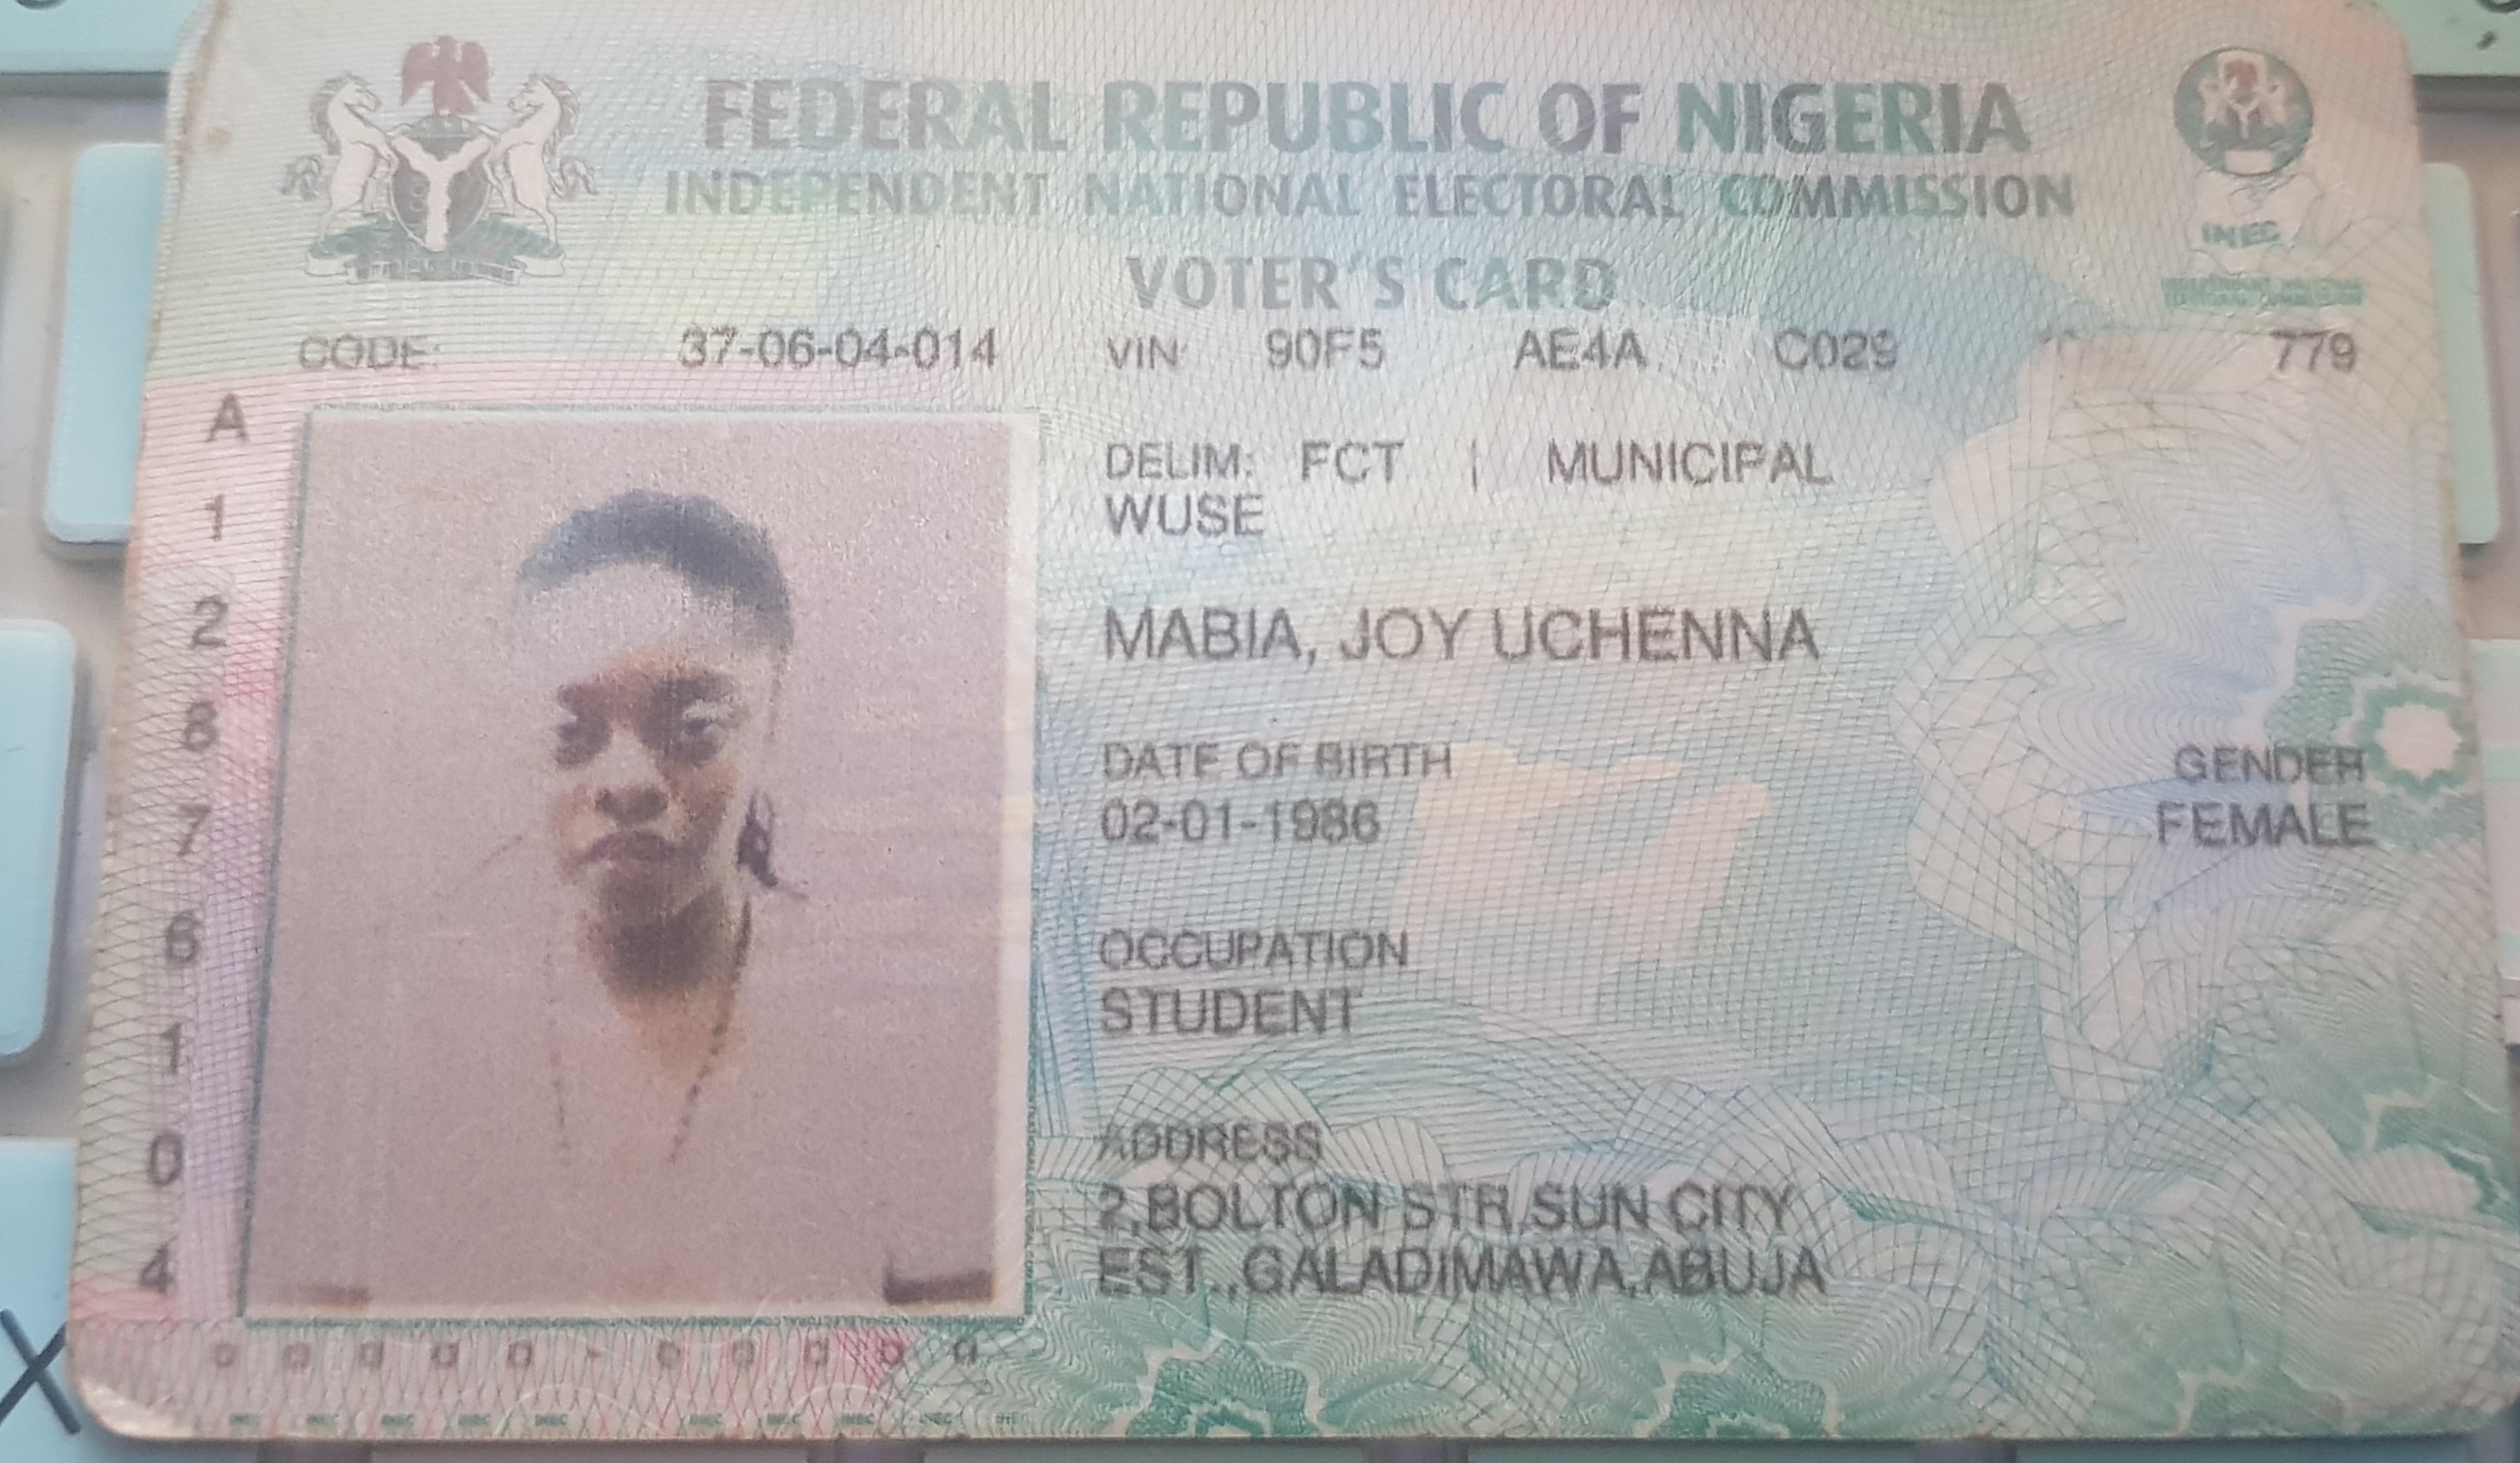 FEDERAL REPUBLIC OF NIGERIA
INDEPENDENT NATIONAL ELECTORAL COMMISSION
INEC
VOTER'S CARD
CODE: 37-06-04-014 VIN 90F5 AE4A C029 779
DELIM: FCT | MUNICIPAL
WUSE
MABIA, JOY UCHENNA
DATE OF BIRTH
02-01-1986
GENDER
FEMALE
OCCUPATION
STUDENT
ADDRESS
2,BOLTON STR.SUN CITY
EST.,GALADIMAWA,ABUJA
A
1
2
8
7
6
1
0
4
X